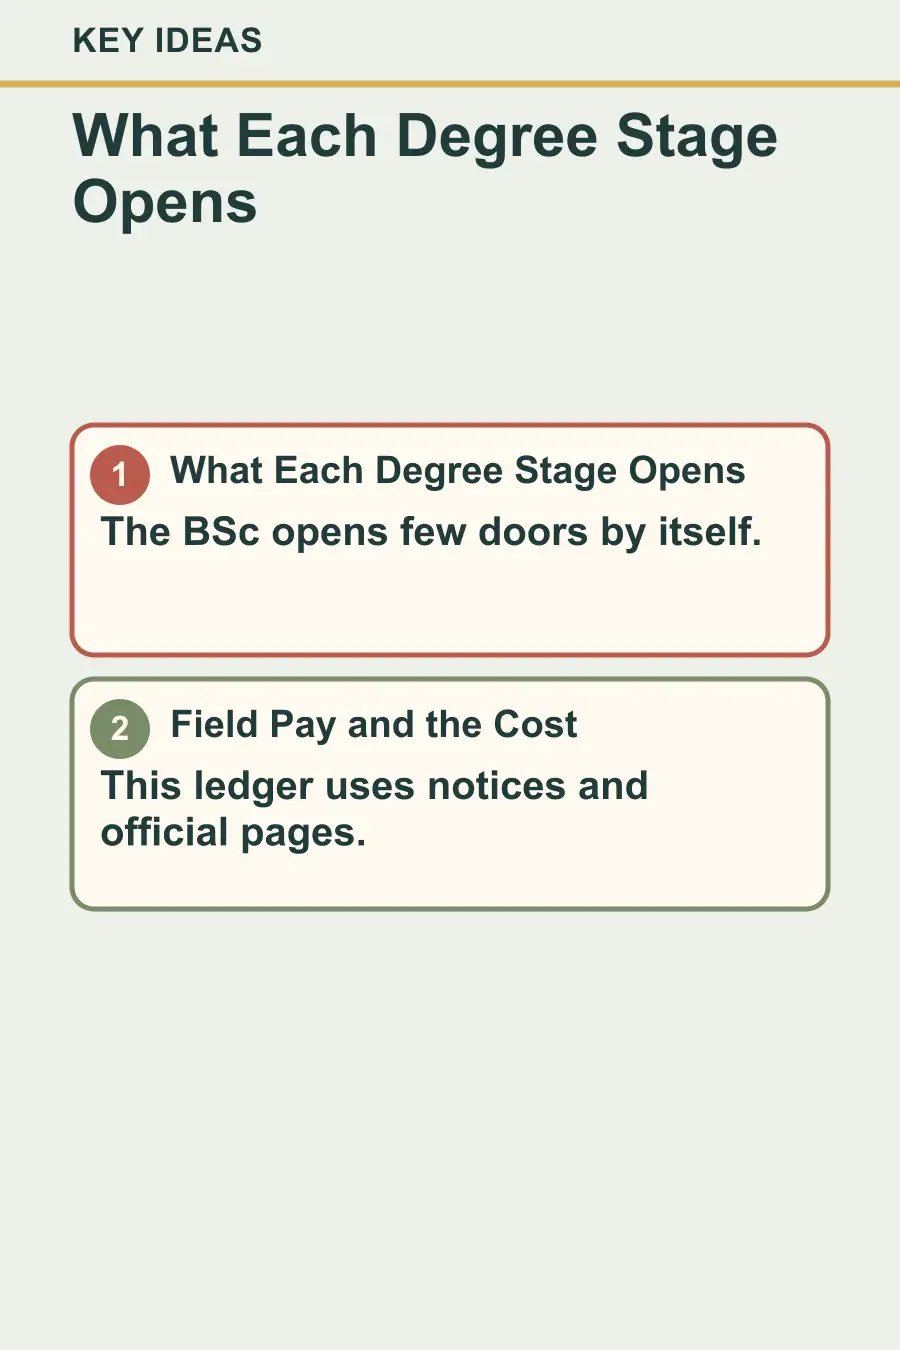 KEY IDEAS
What Each Degree Stage
Opens
1 What Each Degree Stage Opens
The BSc opens few doors by itself.
2 Field Pay and the Cost
This ledger uses notices and
official pages.